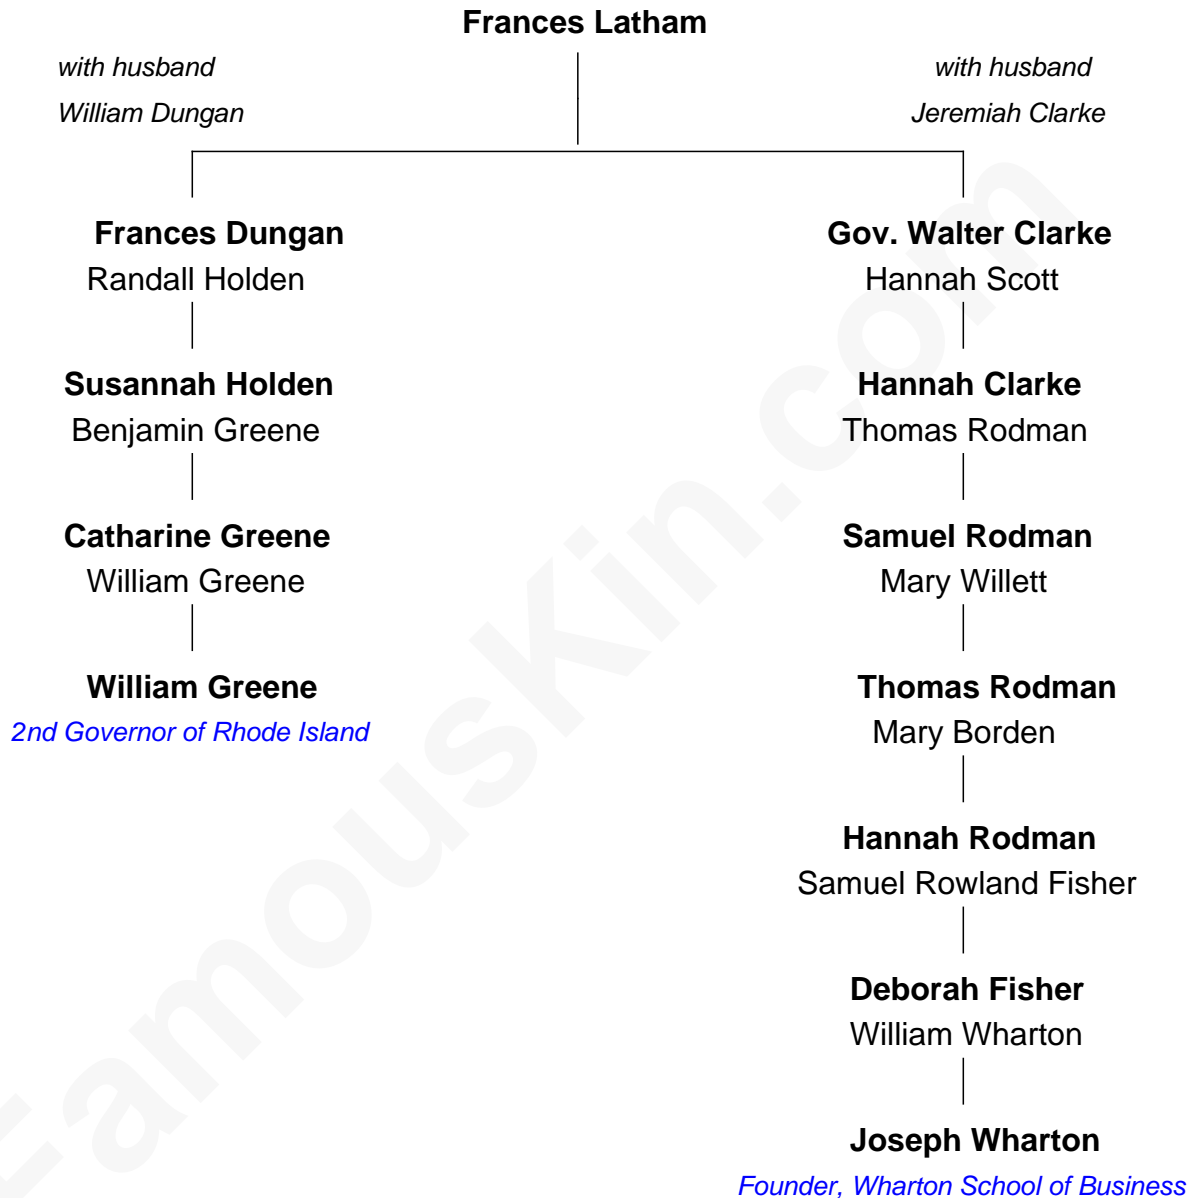 Frances Latham
with husband
William Dungan
with husband
Jeremiah Clarke
Frances Dungan
Randall Holden
Susannah Holden
Benjamin Greene
Catharine Greene
William Greene
William Greene
2nd Governor of Rhode Island
Gov. Walter Clarke
Hannah Scott
Hannah Clarke
Thomas Rodman
Samuel Rodman
Mary Willett
Thomas Rodman
Mary Borden
Hannah Rodman
Samuel Rowland Fisher
Deborah Fisher
William Wharton
Joseph Wharton
Founder, Wharton School of Business
FamousKin.com